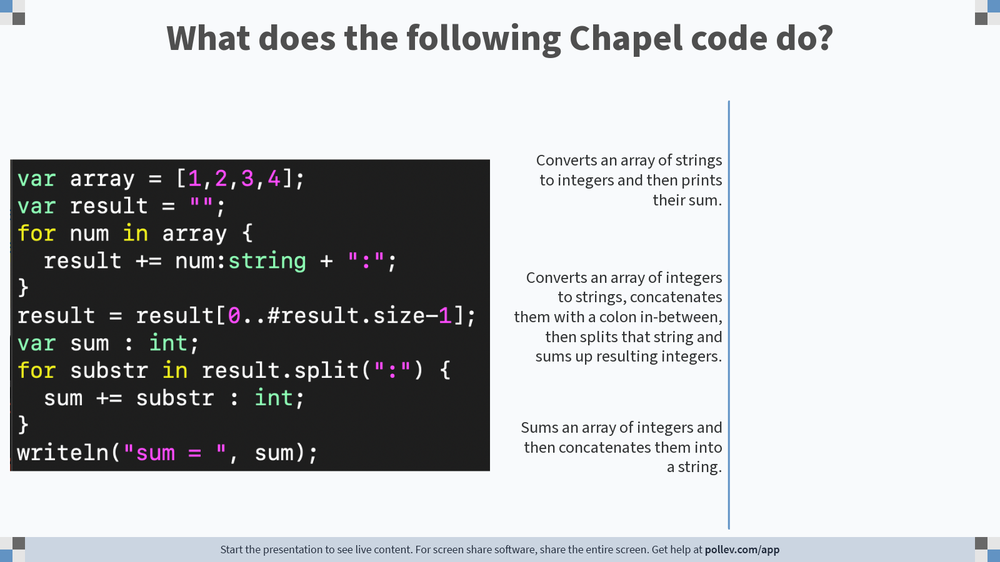 What does the following Chapel code do?
var array = [1,2,3,4];
var result = "";
for num in array {
  result += num:string + ":";
}
result = result[0..#result.size-1];
var sum : int;
for substr in result.split(":") {
  sum += substr : int;
}
writeln("sum = ", sum);
Converts an array of strings
to integers and then prints
their sum.
Converts an array of integers
to strings, concatenates
them with a colon in-between,
then splits that string and
sums up resulting integers.
Sums an array of integers and
then concatenates them into
a string.
Start the presentation to see live content. For screen share software, share the entire screen. Get help at pollev.com/app